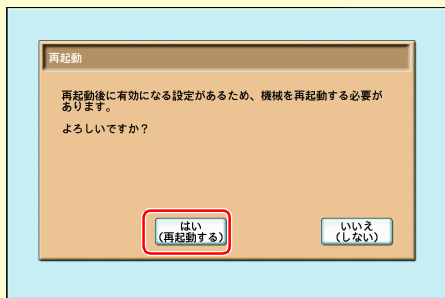 再起動
再起動後に有効になる設定があるため、機械を再起動する必要が
あります。
よろしいですか？
はい
(再起動する)
いいえ
(しない)